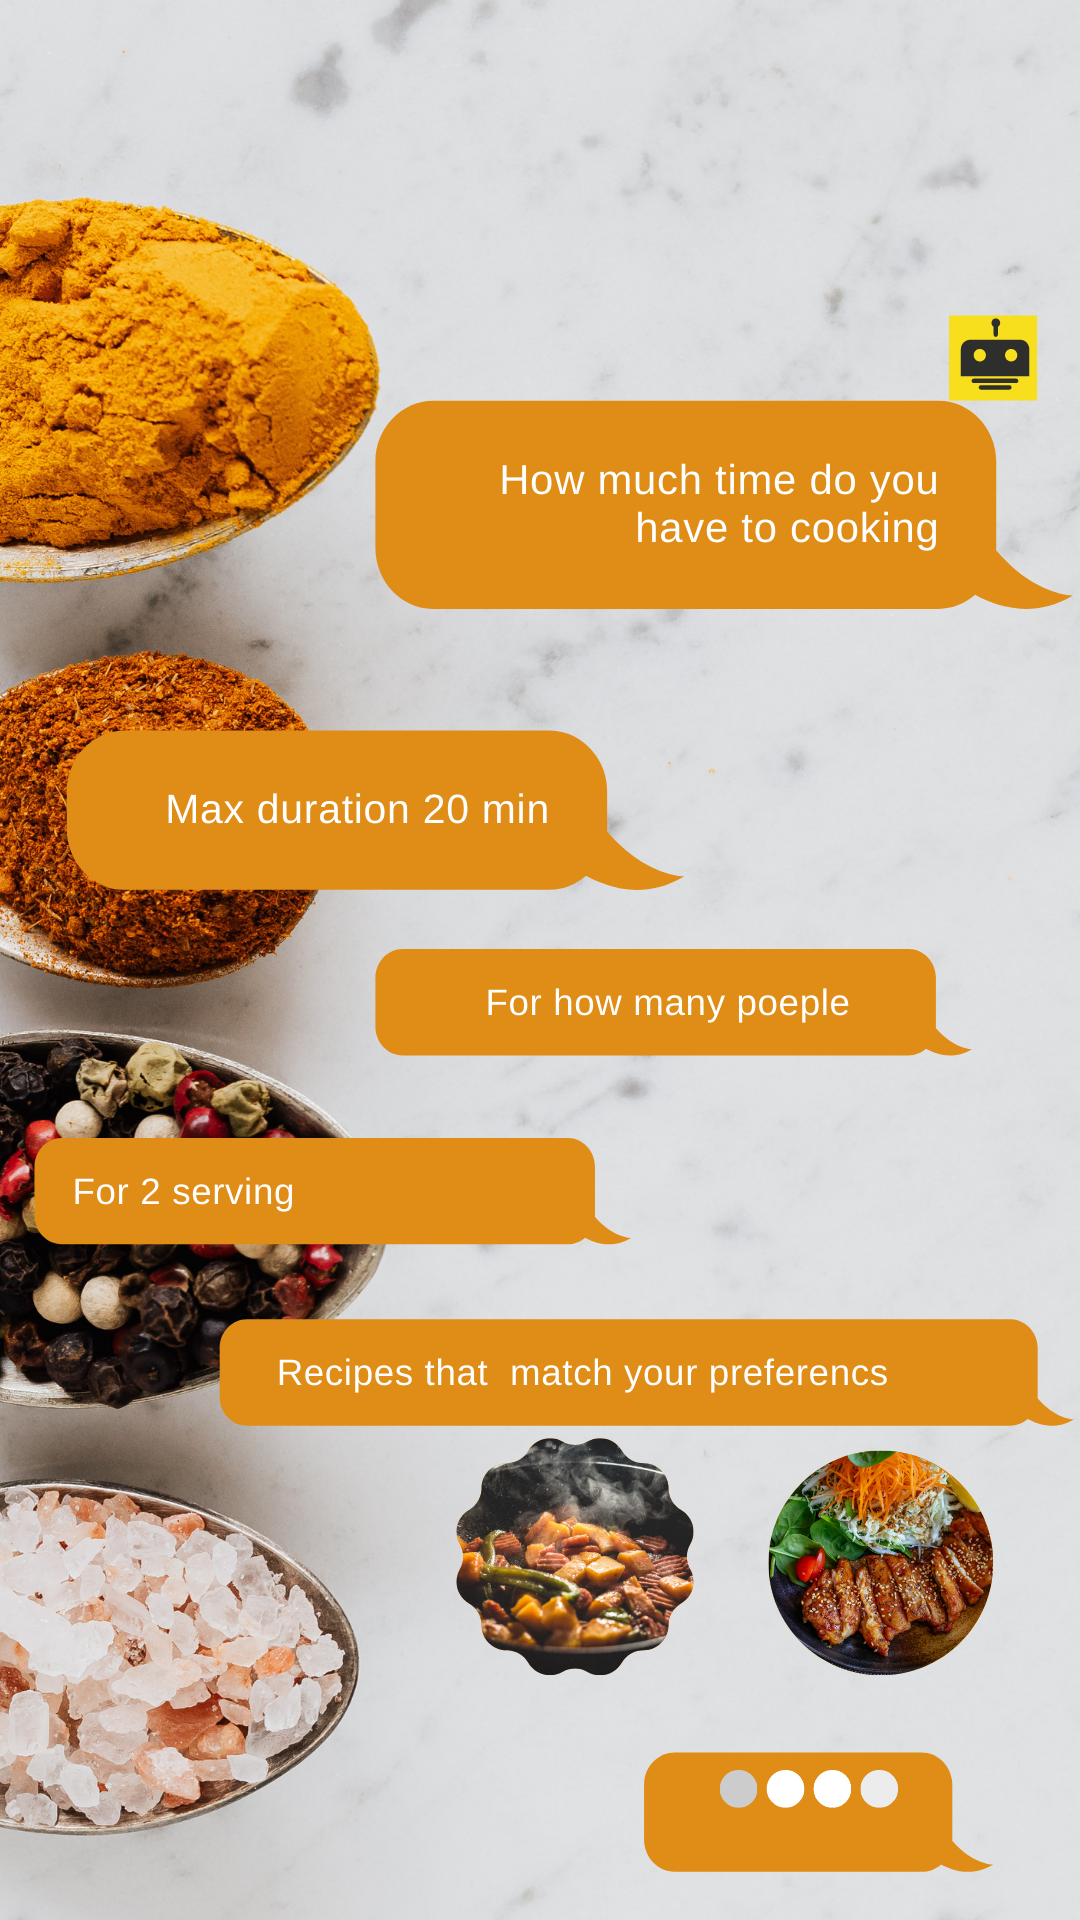 How much time do you
have to cooking
Max duration 20 min
For how many poeple
For 2 serving
Recipes that  match your preferencs